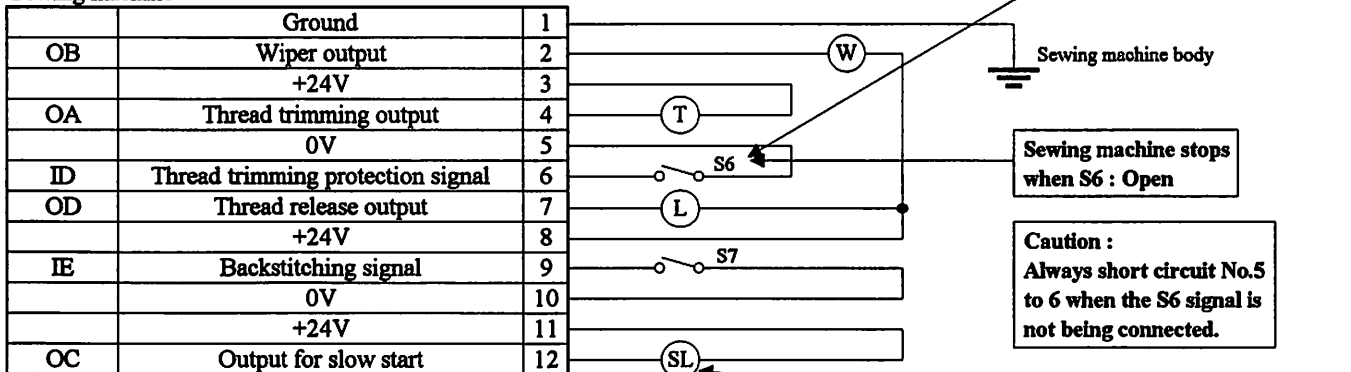 Ground 1
OB Wiper output 2
+24V 3
OA Thread trimming output 4
0V 5
ID Thread trimming protection signal 6
OD Thread release output 7
+24V 8
IE Backstitching signal 9
0V 10
+24V 11
OC Output for slow start 12
W
T
S6
L
S7
SL
Sewing machine body
Sewing machine stops
when S6 : Open
Caution :
Always short circuit No.5
to 6 when the S6 signal is
not being connected.